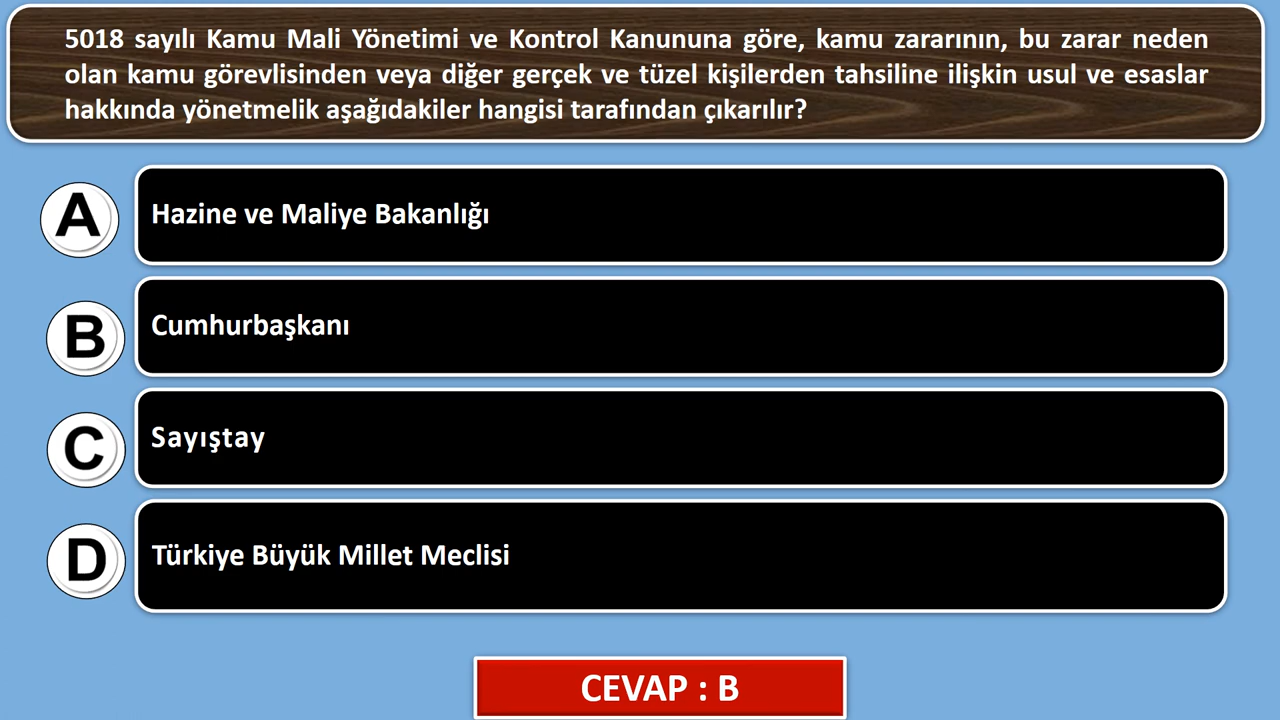 5018 sayılı Kamu Mali Yönetimi ve Kontrol Kanununa göre, kamu zararının, bu zarar neden
olan kamu görevlisinden veya diğer gerçek ve tüzel kişilerden tahsiline ilişkin usul ve esaslar
hakkında yönetmelik aşağıdakiler hangisi tarafından çıkarılır?
A
Hazine ve Maliye Bakanlığı
B
Cumhurbaşkanı
C
Sayıştay
D
Türkiye Büyük Millet Meclisi
CEVAP : B